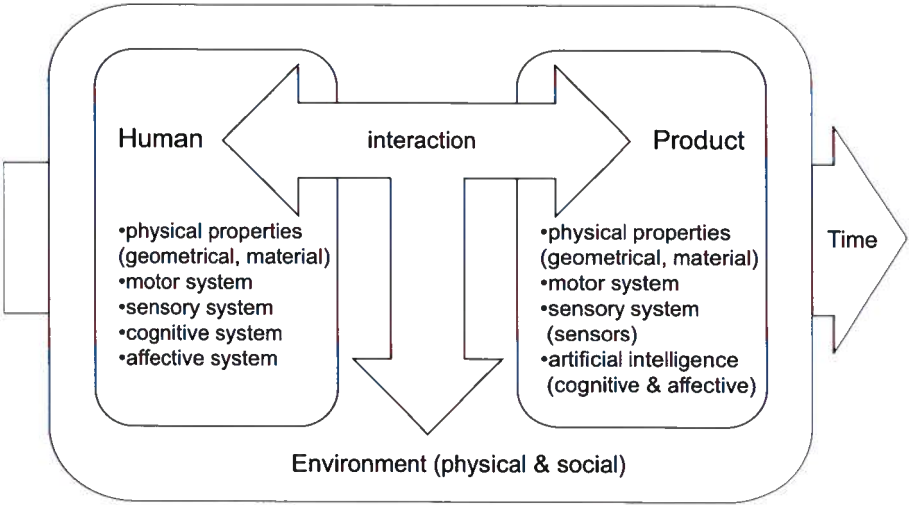 Human
interaction
Product
•physical properties
(geometrical, material)
•motor system
•sensory system
•cognitive system
•affective system
•physical properties
(geometrical, material)
•motor system
•sensory system
(sensors)
•artificial intelligence
(cognitive & affective)
Time
Environment (physical & social)